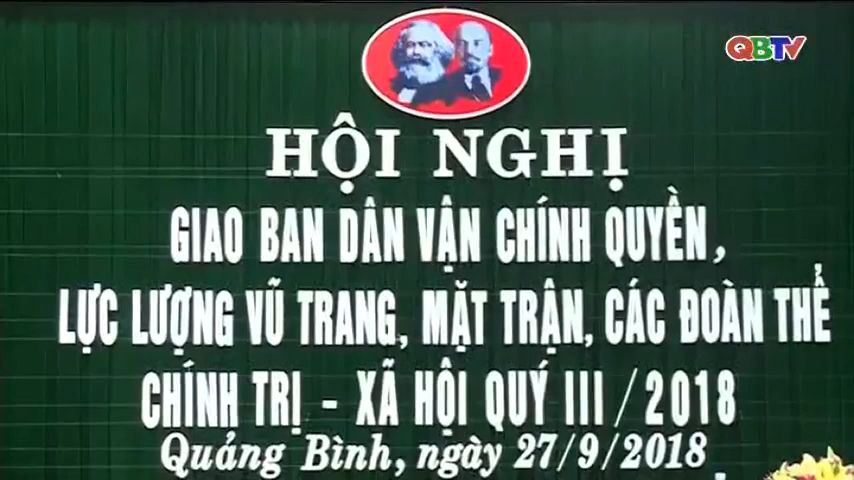 QBTV
HỘI NGHỊ
GIAO BAN DÂN VẬN CHÍNH QUYỀN,
LỰC LƯỢNG VŨ TRANG, MẶT TRẬN, CÁC ĐOÀN THỂ
CHÍNH TRỊ - XÃ HỘI QUÝ III/2018
Quảng Bình, ngày 27/9/2018